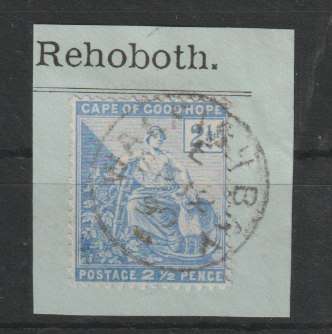 Rehoboth.
CAPE OF GOOD HOPE
2½
POSTAGE 2½ PENCE